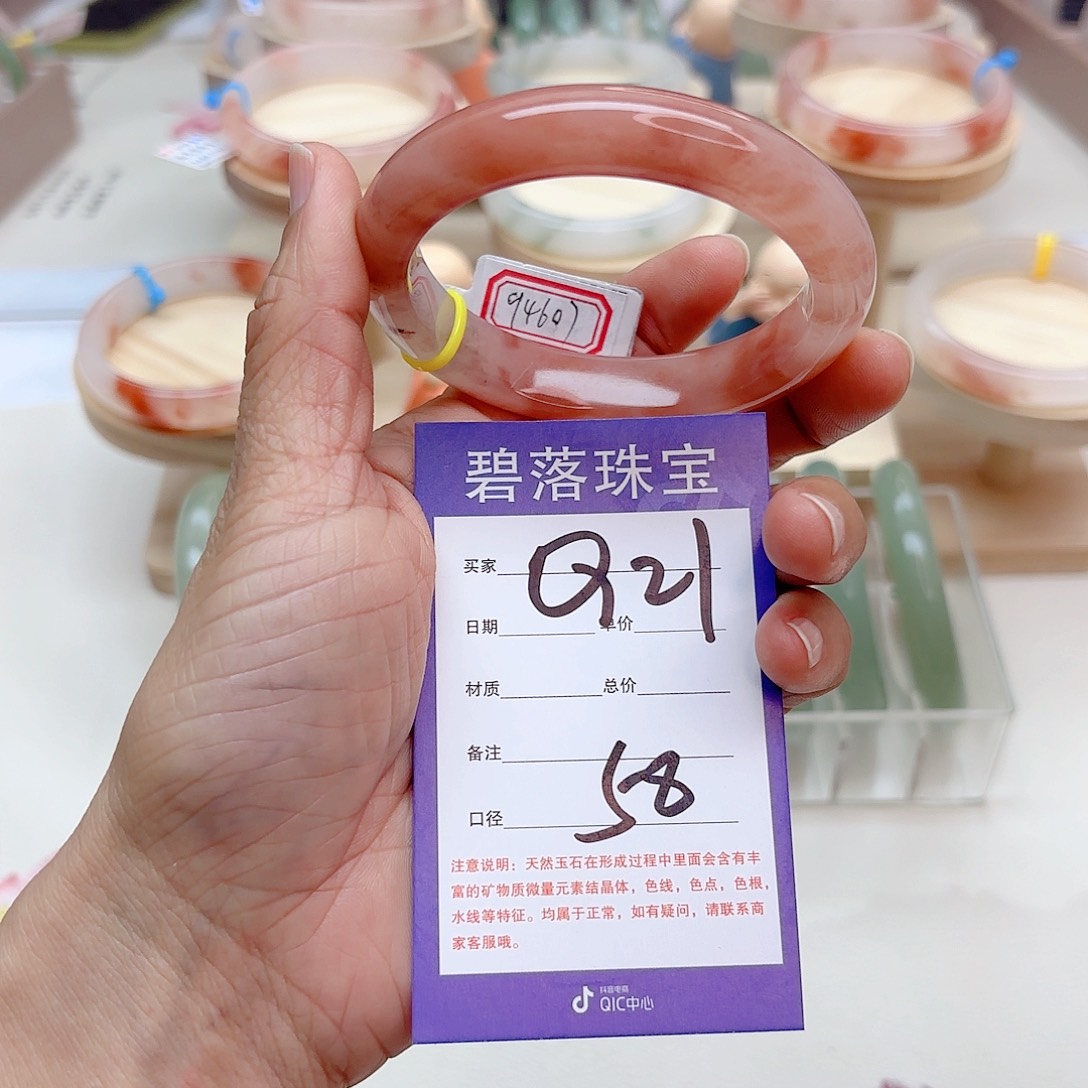 94607
碧落珠宝
买家 Q21
日期 单价
材质 总价
备注
口径 58
注意说明：天然玉石在形成过程中里面会含有丰
富的矿物质微量元素结晶体，色线，色点，色根，
水线等特征。均属于正常，如有疑问，请联系商
家客服哦。
抖音电商
QIC中心